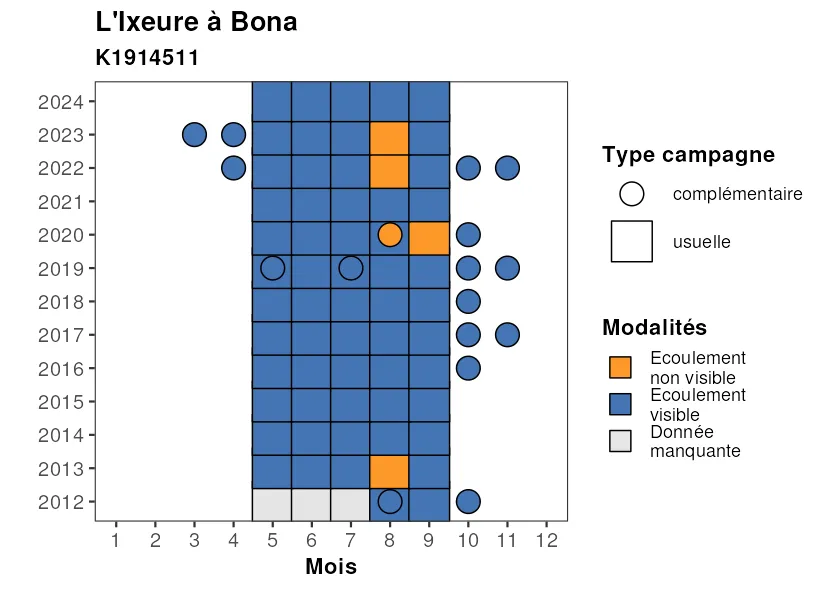 L'Ixeure à Bona
K1914511
2024
2023
2022
2021
2020
2019
2018
2017
2016
2015
2014
2013
2012
1 2 3 4 5 6 7 8 9 10 11 12
Mois
Type campagne
complémentaire
usuelle
Modalités
Ecoulement
non visible
Ecoulement
visible
Donnée
manquante